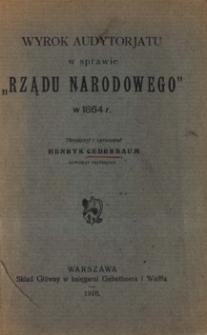 WYROK AUDYTORJATU
w sprawie
„RZĄDU NARODOWEGO"
w 1864 r.
HENRYK CEDERBAUM
WARSZAWA
Skład Główny w księgarni Gebethnera i Wolffa